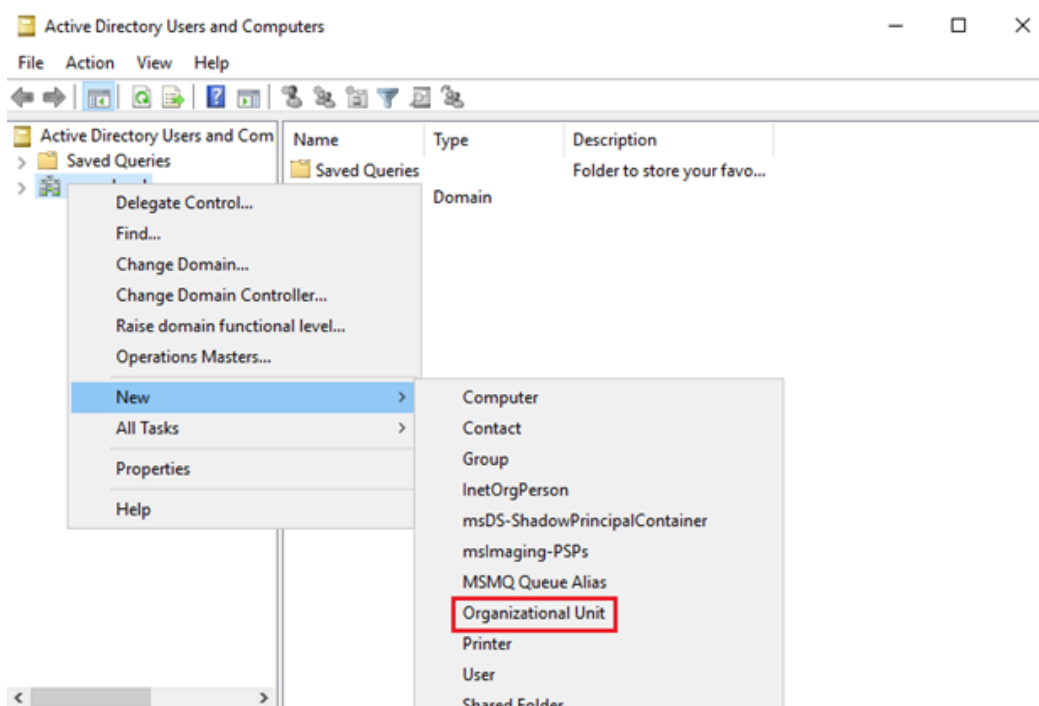 Active Directory Users and Computers
File Action View Help
Active Directory Users and Com
Name Type Description
Saved Queries
Saved Queries Folder to store your favo...
Domain
Delegate Control...
Find...
Change Domain...
Change Domain Controller...
Raise domain functional level...
Operations Masters...
New
All Tasks
Properties
Help
Computer
Contact
Group
InetOrgPerson
msDS-ShadowPrincipalContainer
msImaging-PSPs
MSMQ Queue Alias
Organizational Unit
Printer
User
Shared Folder